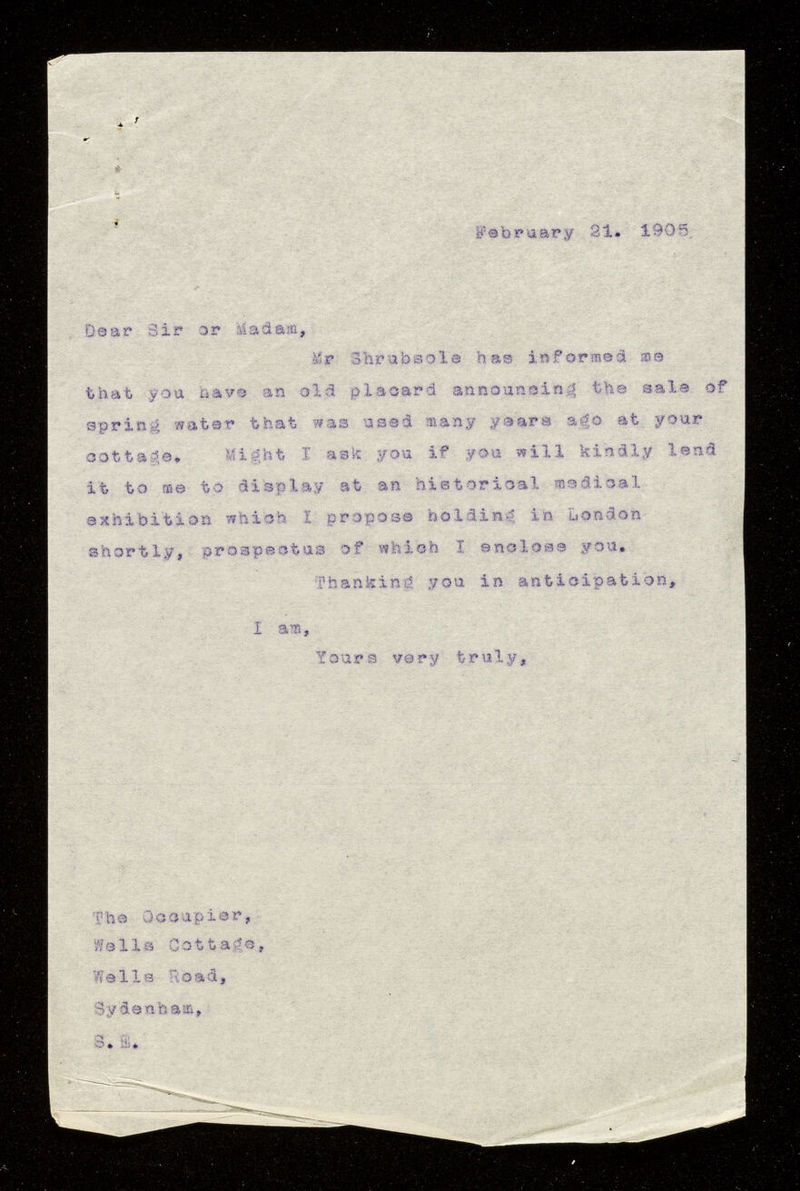 February 21. 1905.
Dear Sir or Madam,
Mr Shrubsole has informed me
that you have an old placard announcing the sale of
spring water that was used many years ago at your
cottage. Might I ask you if you will kindly lend
it to me to display at an historical medical
exhibition which I propose holding in London
shortly, prospectus of which I enclose you.
Thanking you in anticipation,
I am,
Yours very truly,
The Occupier,
Wells Cottage,
Wells Road,
Sydenham,
S.E.